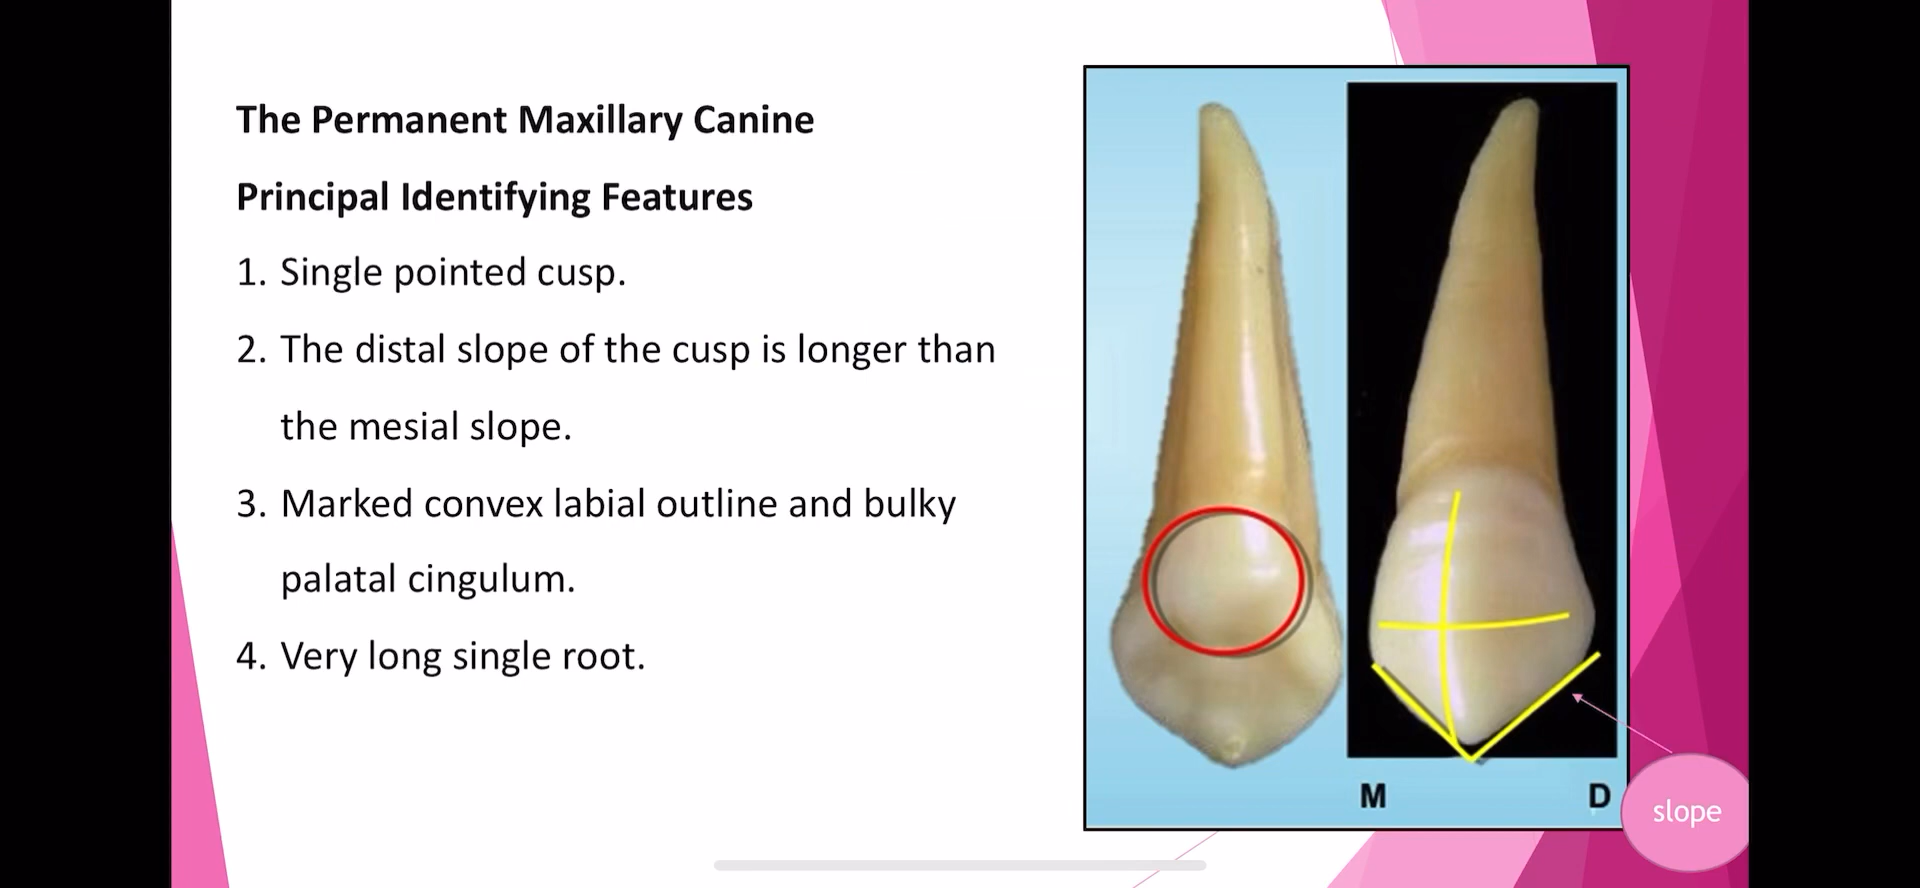 The Permanent Maxillary Canine
Principal Identifying Features
1. Single pointed cusp.
2. The distal slope of the cusp is longer than
the mesial slope.
3. Marked convex labial outline and bulky
palatal cingulum.
4. Very long single root.
M D
slope